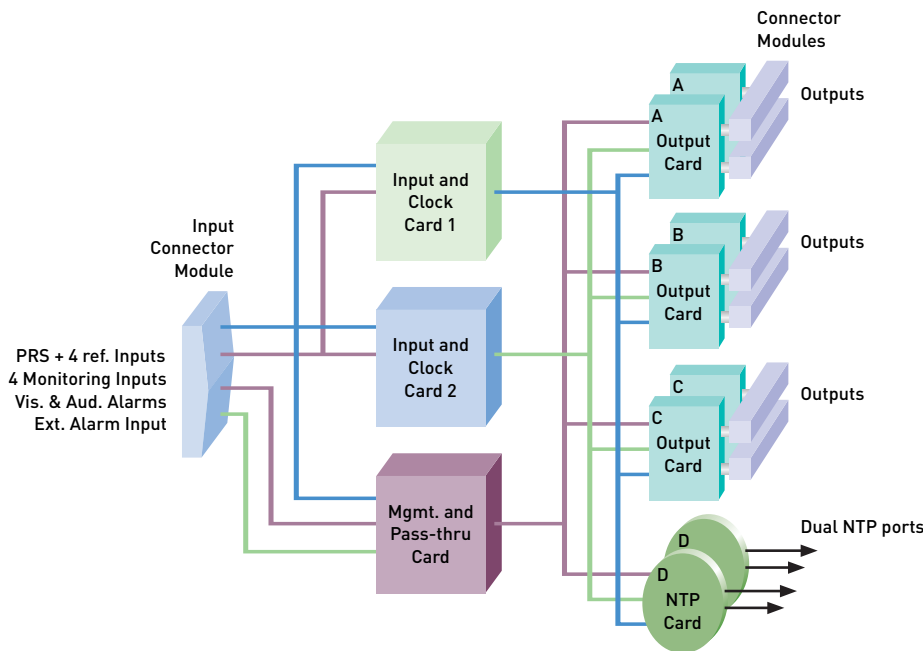 Connector
Modules
A
A
Output
Card
Outputs
Input and
Clock
Card 1
Input
Connector
Module
B
B
Output
Card
Outputs
PRS + 4 ref. Inputs
4 Monitoring Inputs
Vis. & Aud. Alarms
Ext. Alarm Input
Input and
Clock
Card 2
C
C
Output
Card
Outputs
Mgmt. and
Pass-thru
Card
D
D
NTP
Card
Dual NTP ports